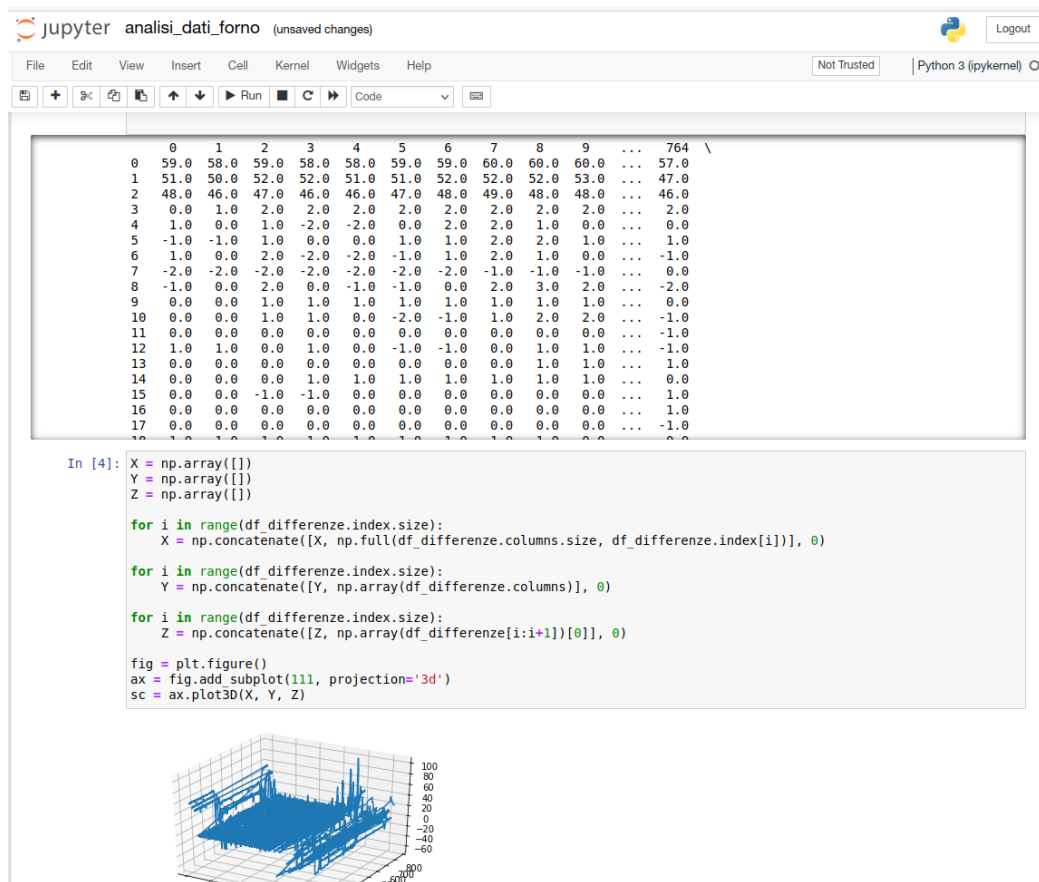 jupyter analisi_dati_forno (unsaved changes) Logout
File Edit View Insert Cell Kernel Widgets Help Not Trusted Python 3 (ipykernel)
Run Code
0 1 2 3 4 5 6 7 8 9 ... 764 \
0 59.0 58.0 59.0 58.0 58.0 59.0 59.0 60.0 60.0 60.0 ... 57.0
1 51.0 50.0 52.0 52.0 51.0 51.0 52.0 52.0 52.0 53.0 ... 47.0
2 48.0 46.0 47.0 46.0 46.0 47.0 48.0 49.0 48.0 48.0 ... 46.0
3 0.0 1.0 2.0 2.0 2.0 2.0 2.0 2.0 2.0 2.0 ... 2.0
4 1.0 0.0 1.0 -2.0 -2.0 0.0 2.0 2.0 1.0 0.0 ... 0.0
5 -1.0 -1.0 1.0 0.0 0.0 1.0 1.0 2.0 2.0 1.0 ... 1.0
6 1.0 0.0 2.0 -2.0 -2.0 -1.0 1.0 2.0 1.0 0.0 ... -1.0
7 -2.0 -2.0 -2.0 -2.0 -2.0 -2.0 -2.0 -1.0 -1.0 -1.0 ... 0.0
8 -1.0 0.0 2.0 0.0 -1.0 -1.0 0.0 2.0 3.0 2.0 ... -2.0
9 0.0 0.0 1.0 1.0 1.0 1.0 1.0 1.0 1.0 1.0 ... 0.0
10 0.0 0.0 1.0 1.0 0.0 -2.0 -1.0 1.0 2.0 2.0 ... -1.0
11 0.0 0.0 0.0 0.0 0.0 0.0 0.0 0.0 0.0 0.0 ... -1.0
12 1.0 1.0 0.0 1.0 0.0 -1.0 -1.0 0.0 1.0 1.0 ... -1.0
13 0.0 0.0 0.0 0.0 0.0 0.0 0.0 0.0 1.0 1.0 ... 1.0
14 0.0 0.0 0.0 1.0 1.0 1.0 1.0 1.0 1.0 1.0 ... 0.0
15 0.0 0.0 -1.0 -1.0 0.0 0.0 0.0 0.0 0.0 0.0 ... 1.0
16 0.0 0.0 0.0 0.0 0.0 0.0 0.0 0.0 0.0 0.0 ... 1.0
17 0.0 0.0 0.0 0.0 0.0 0.0 0.0 0.0 0.0 0.0 ... -1.0
In [4]: X = np.array([])
Y = np.array([])
Z = np.array([])
for i in range(df_differenze.index.size):
X = np.concatenate([X, np.full(df_differenze.columns.size, df_differenze.index[i])], 0)
for i in range(df_differenze.index.size):
Y = np.concatenate([Y, np.array(df_differenze.columns)], 0)
for i in range(df_differenze.index.size):
Z = np.concatenate([Z, np.array(df_differenze[i:i+1])[0]], 0)
fig = plt.figure()
ax = fig.add_subplot(111, projection='3d')
sc = ax.plot3D(X, Y, Z)
100
80
60
40
20
0
−20
−40
−60
800
700
600